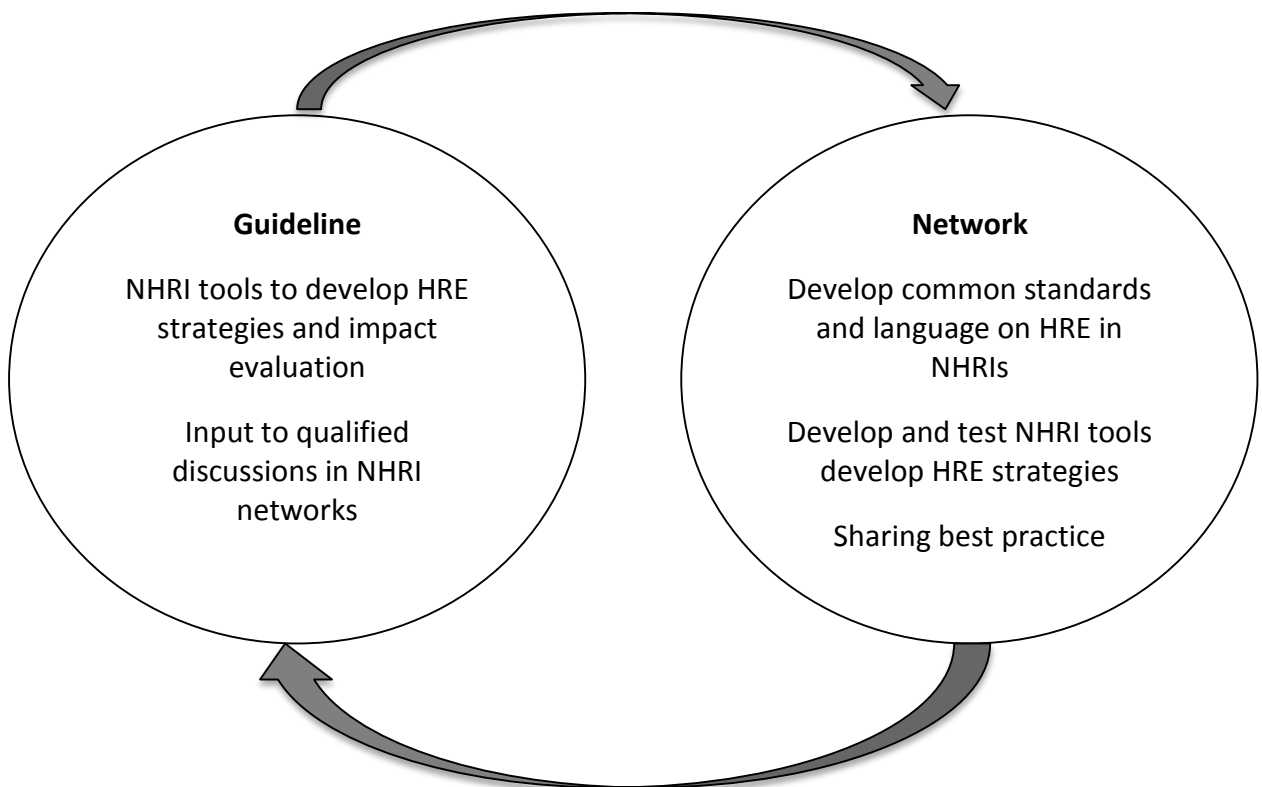 Guideline
NHRI tools to develop HRE
strategies and impact
evaluation
Input to qualified
discussions in NHRI
networks
Network
Develop common standards
and language on HRE in
NHRIs
Develop and test NHRI tools
develop HRE strategies
Sharing best practice